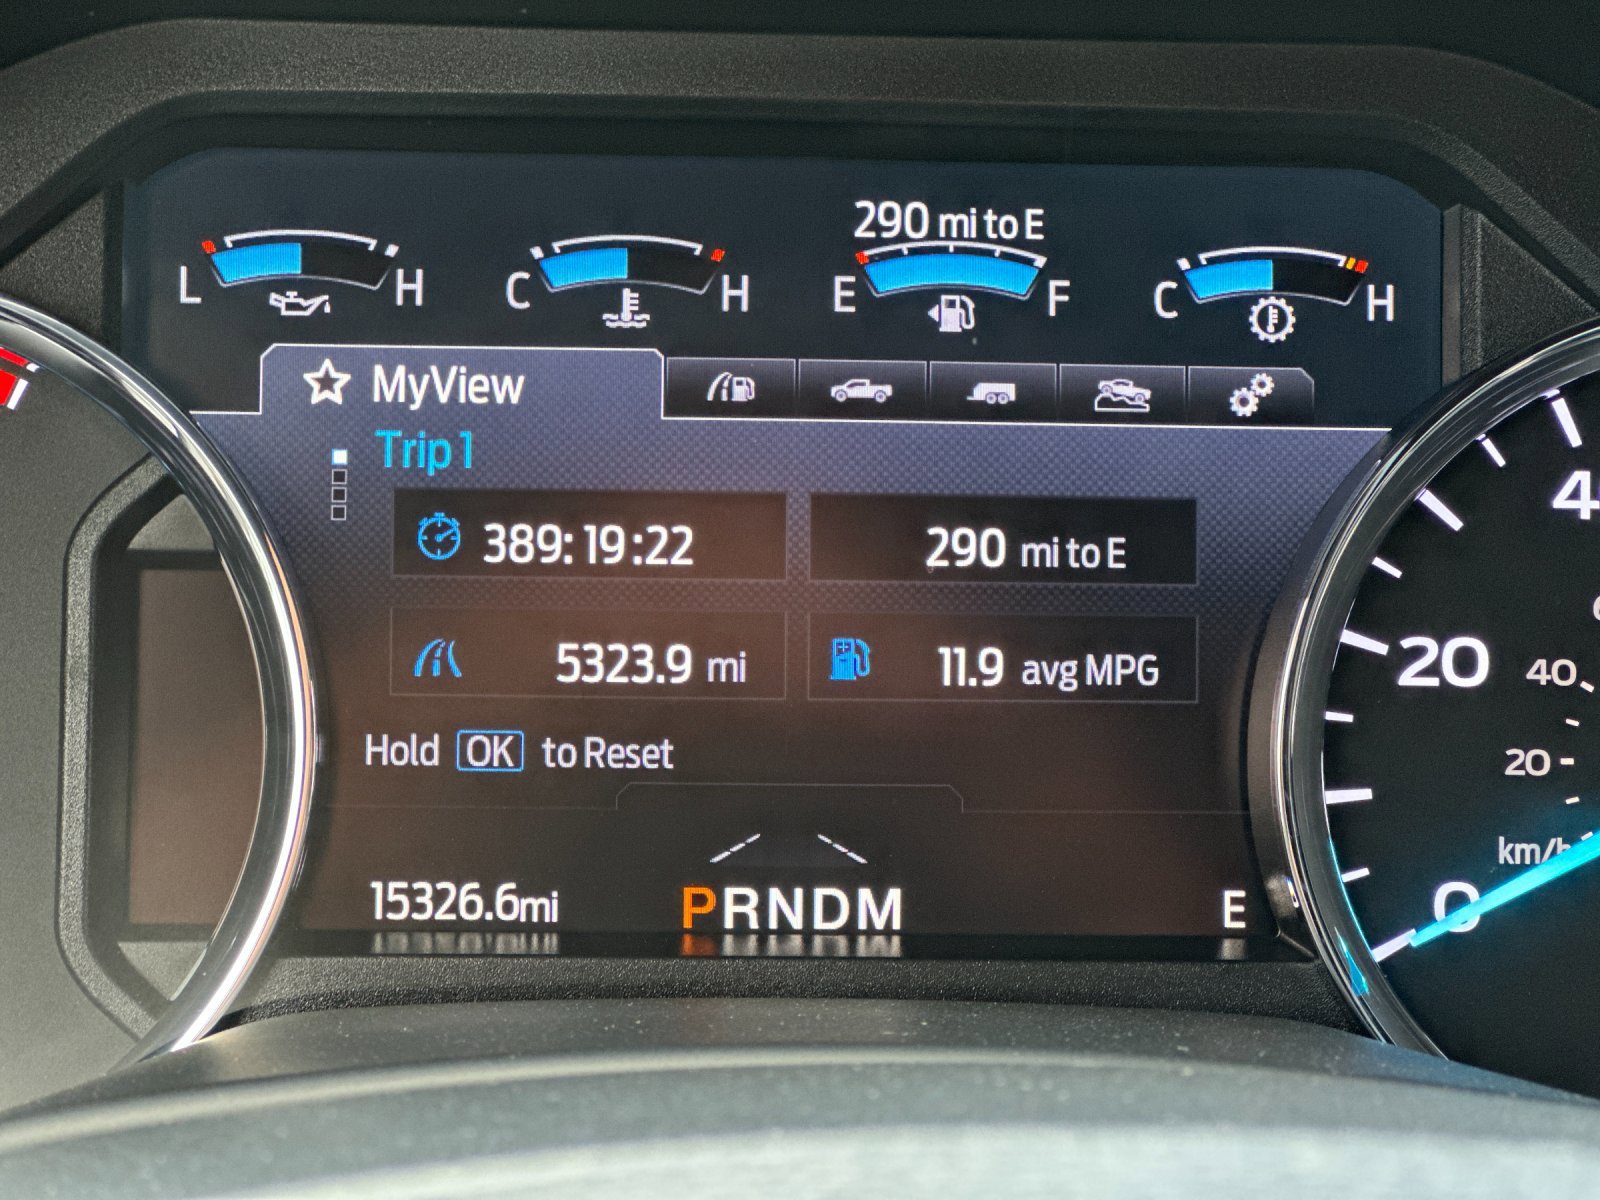 290 mi to E
L H C H E F C H
MyView
Trip 1
389:19:22
290 mi to E
5323.9 mi
11.9 avg MPG
Hold OK to Reset
15326.6mi
PRNDM
E
20
40
20
km/h
0